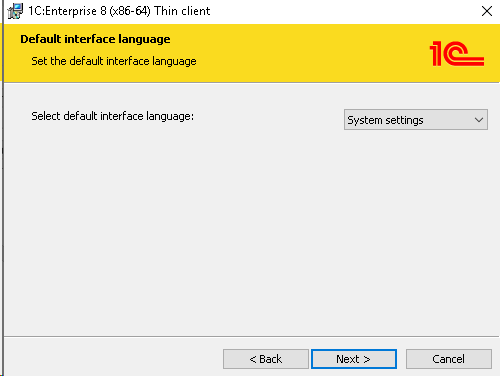 1C:Enterprise 8 (x86-64) Thin client
Default interface language
Set the default interface language
1C
Select default interface language:
System settings
< Back
Next >
Cancel